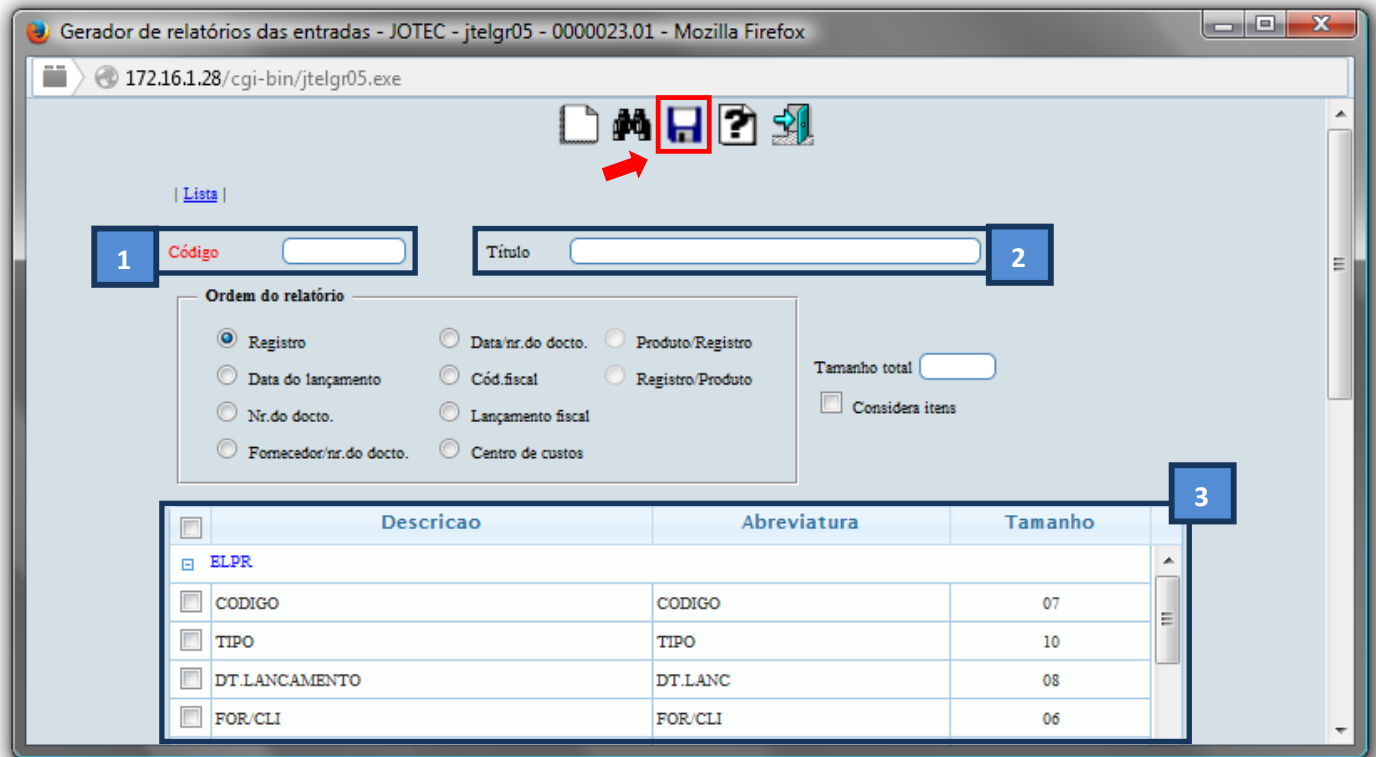 Gerador de relatórios das entradas - JOTEC - jtelgr05 - 0000023.01 - Mozilla Firefox
172.16.1.28/cgi-bin/jtelgr05.exe
| Lista |
1 Código Título 2
Ordem do relatório
Registro Data/nr.do docto. Produto/Registro
Data do lançamento Cód.fiscal Registro/Produto
Nr.do docto. Lançamento fiscal
Fornecedor/nr.do docto. Centro de custos
Tamanho total
Considera itens
3
Descricao Abreviatura Tamanho
ELPR
CODIGO CODIGO 07
TIPO TIPO 10
DT.LANCAMENTO DT.LANC 08
FOR/CLI FOR/CLI 06